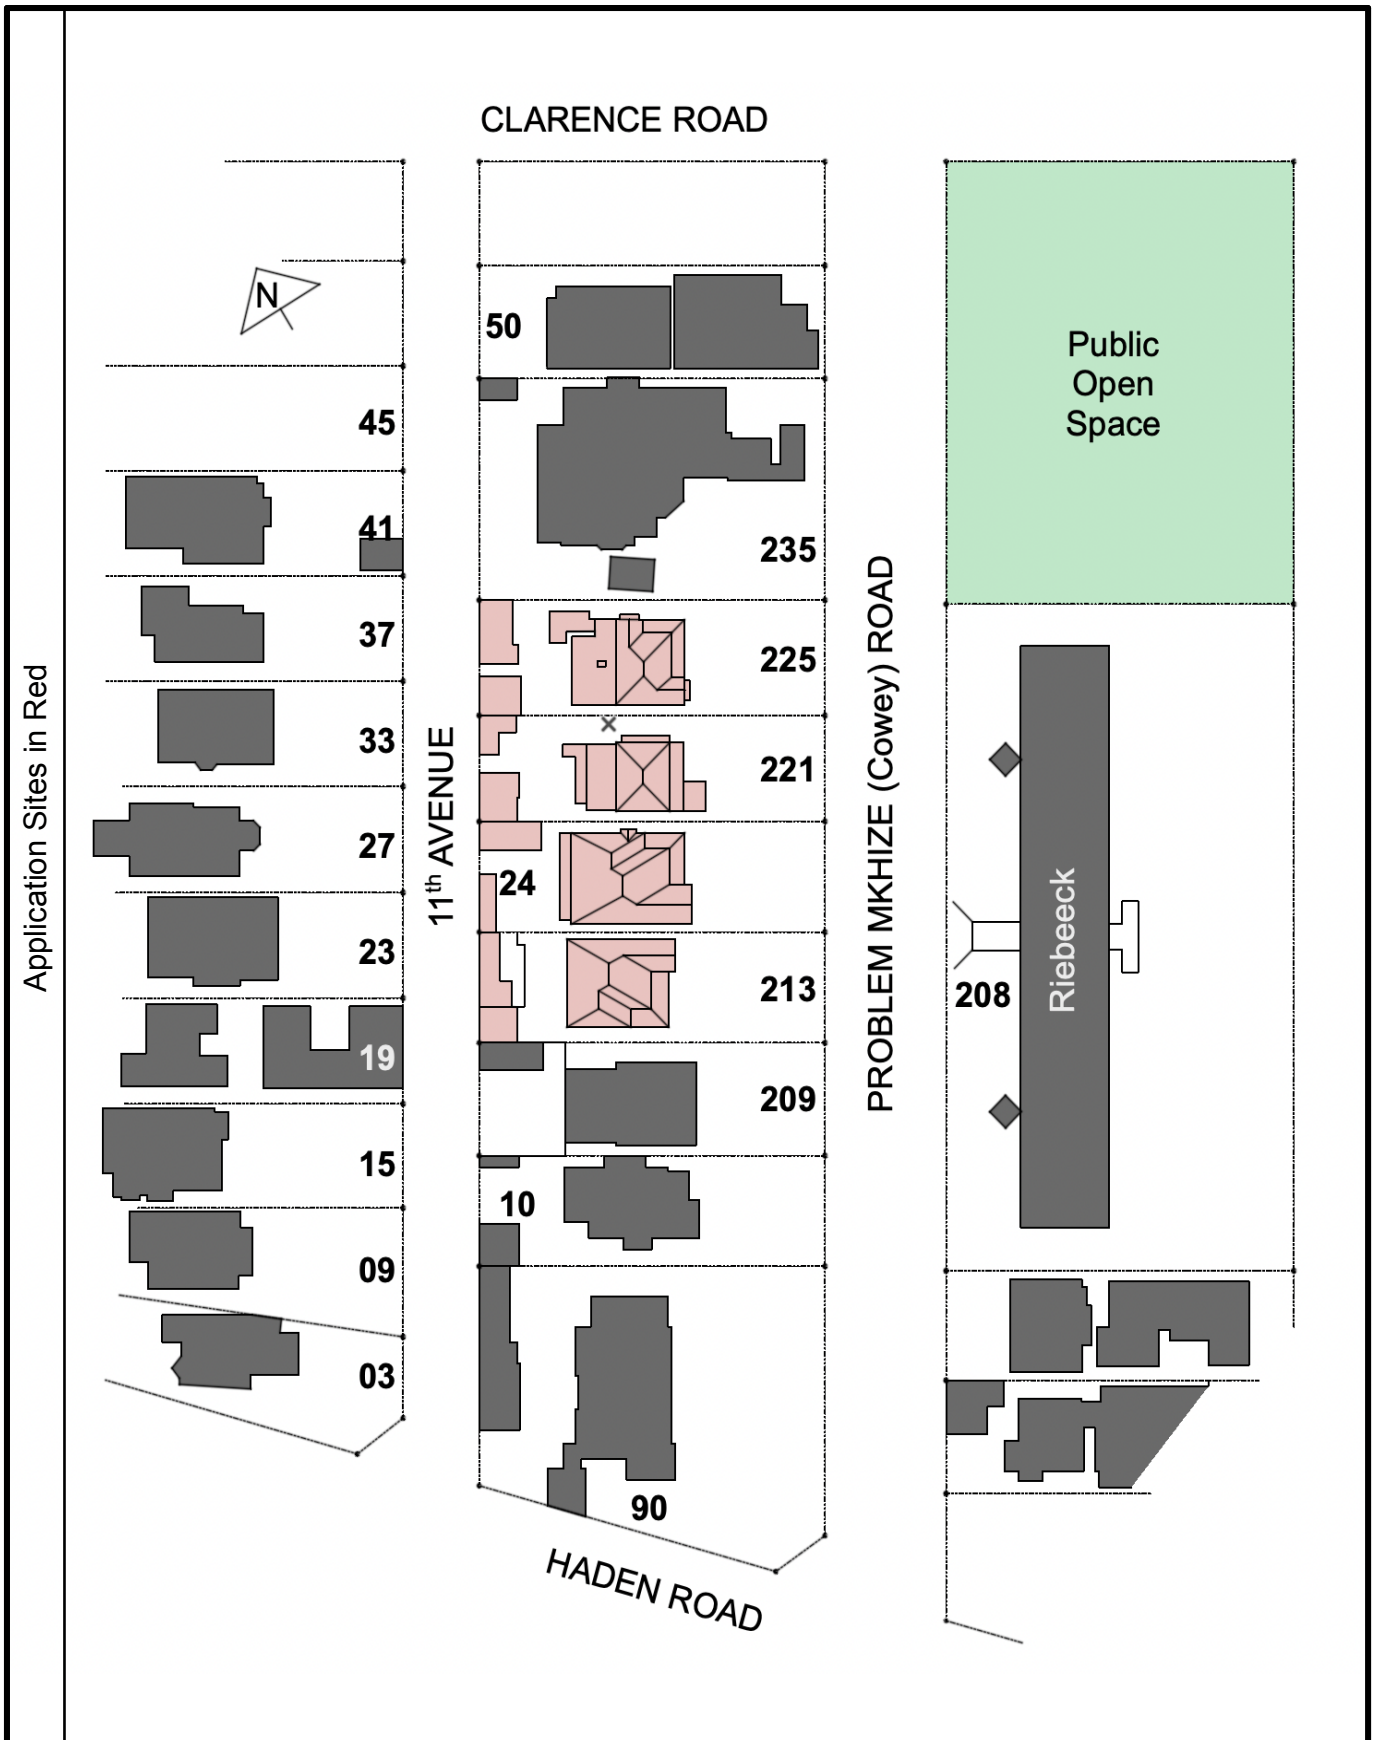 CLARENCE ROAD
N
50
Public
Open
Space
45
41
235
37
225
33
221
27
24
23
213
208
19
209
15
10
09
03
90
Application Sites in Red
11th AVENUE
PROBLEM MKHIZE (Cowey) ROAD
Riebeeck
HADEN ROAD